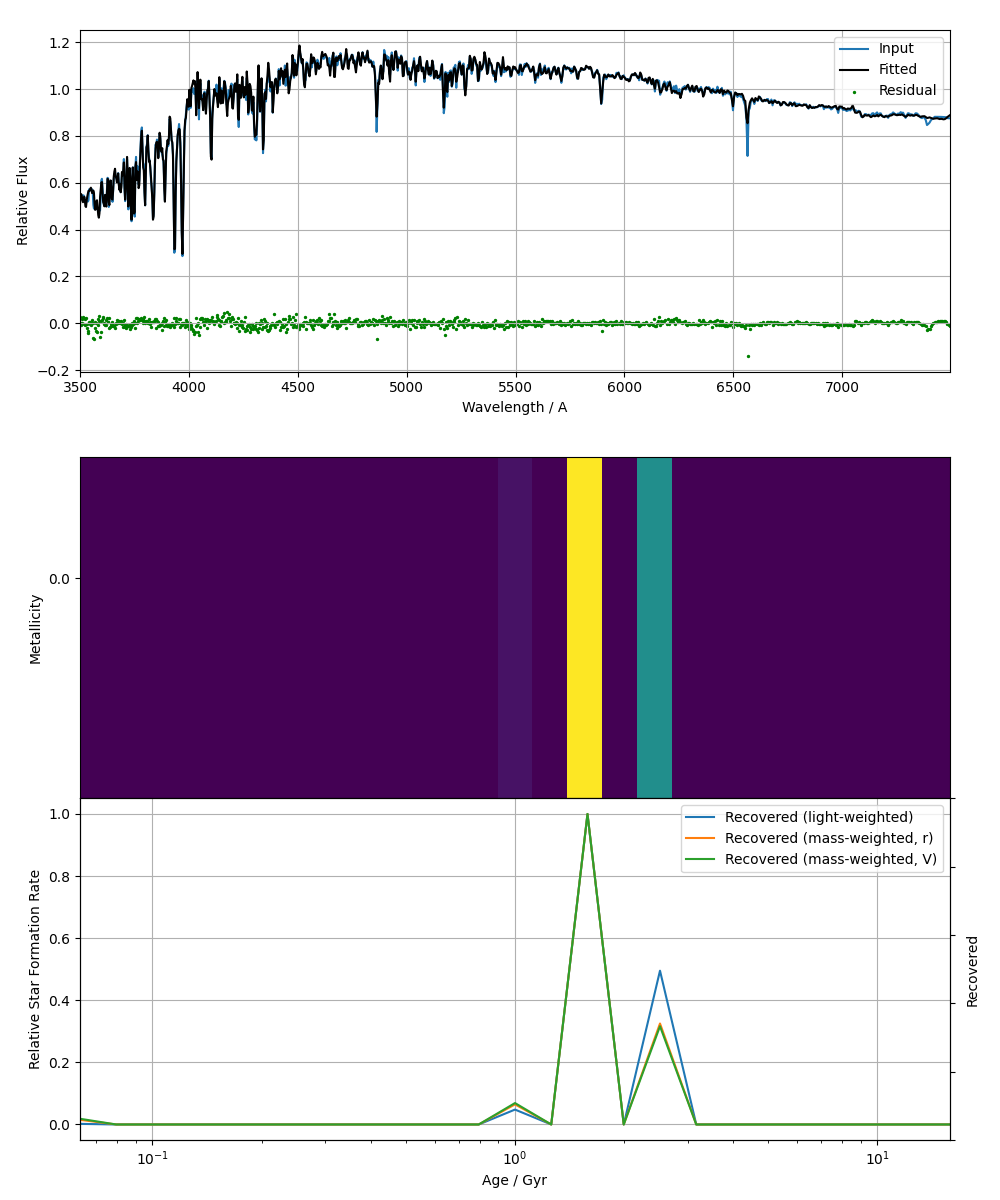 1.2
1.0
0.8
0.6
0.4
0.2
0.0
−0.2
Relative Flux
Input
Fitted
Residual
3500 4000 4500 5000 5500 6000 6500 7000
Wavelength / A
0.0
Metallicity
1.0
0.8
0.6
0.4
0.2
0.0
Relative Star Formation Rate
Recovered (light-weighted)
Recovered (mass-weighted, r)
Recovered (mass-weighted, V)
Recovered
10⁻¹ 10⁰ 10¹
Age / Gyr